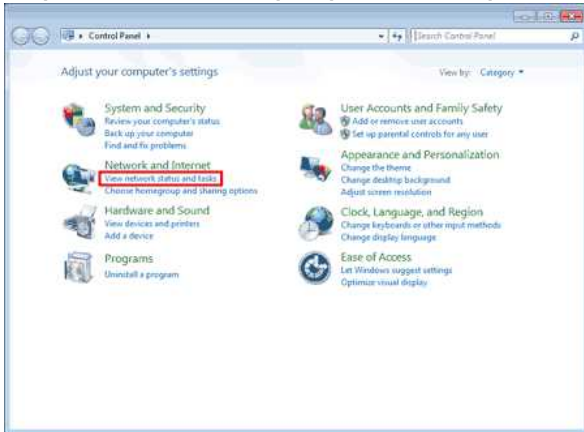 Control Panel
Search Control Panel
Adjust your computer's settings
View by: Category
System and Security
Review your computer's status
Back up your computer
Find and fix problems
Network and Internet
View network status and tasks
Choose homegroup and sharing options
Hardware and Sound
View devices and printers
Add a device
Programs
Uninstall a program
User Accounts and Family Safety
Add or remove user accounts
Set up parental controls for any user
Appearance and Personalization
Change the theme
Change desktop background
Adjust screen resolution
Clock, Language, and Region
Change keyboards or other input methods
Change display language
Ease of Access
Let Windows suggest settings
Optimize visual display